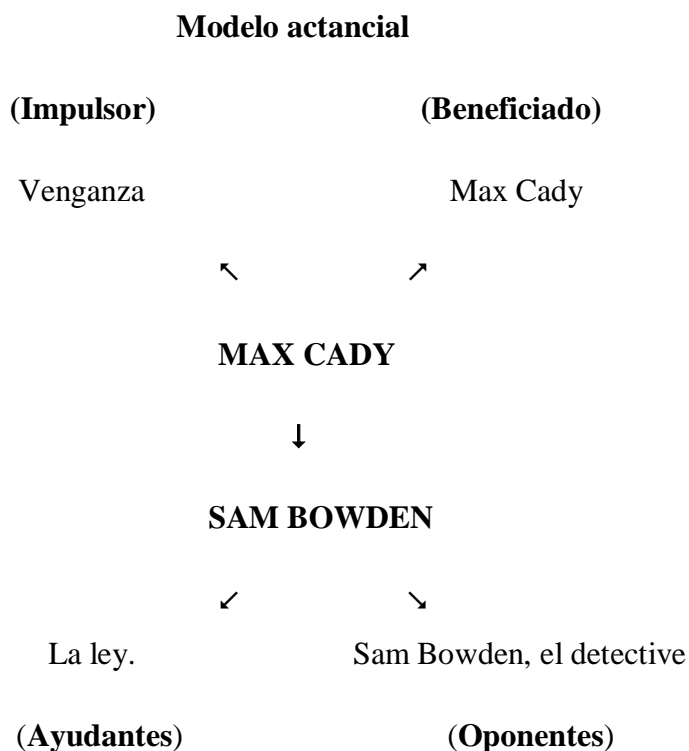 Modelo actancial
(Impulsor) (Beneficiado)
Venganza Max Cady
↖ ↗
MAX CADY
↓
SAM BOWDEN
↙ ↘
La ley. Sam Bowden, el detective
(Ayudantes) (Oponentes)